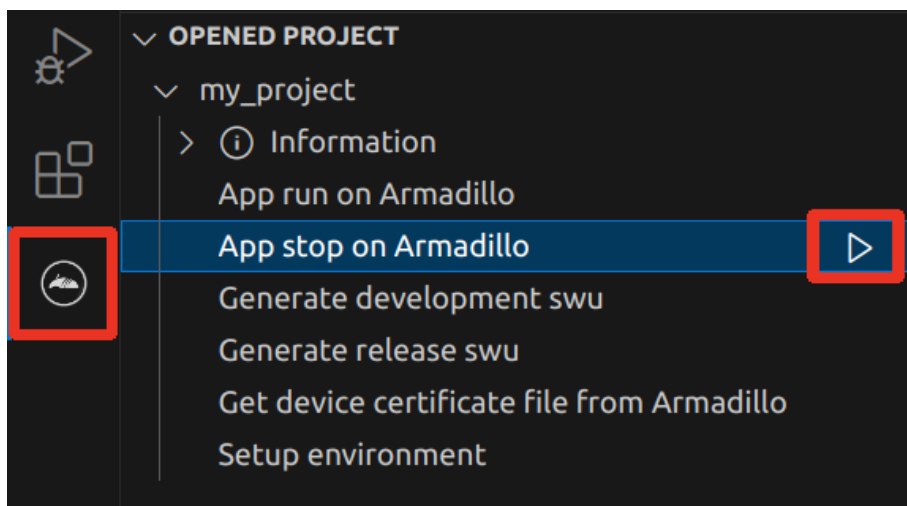 OPENED PROJECT
my_project
Information
App run on Armadillo
App stop on Armadillo
Generate development swu
Generate release swu
Get device certificate file from Armadillo
Setup environment